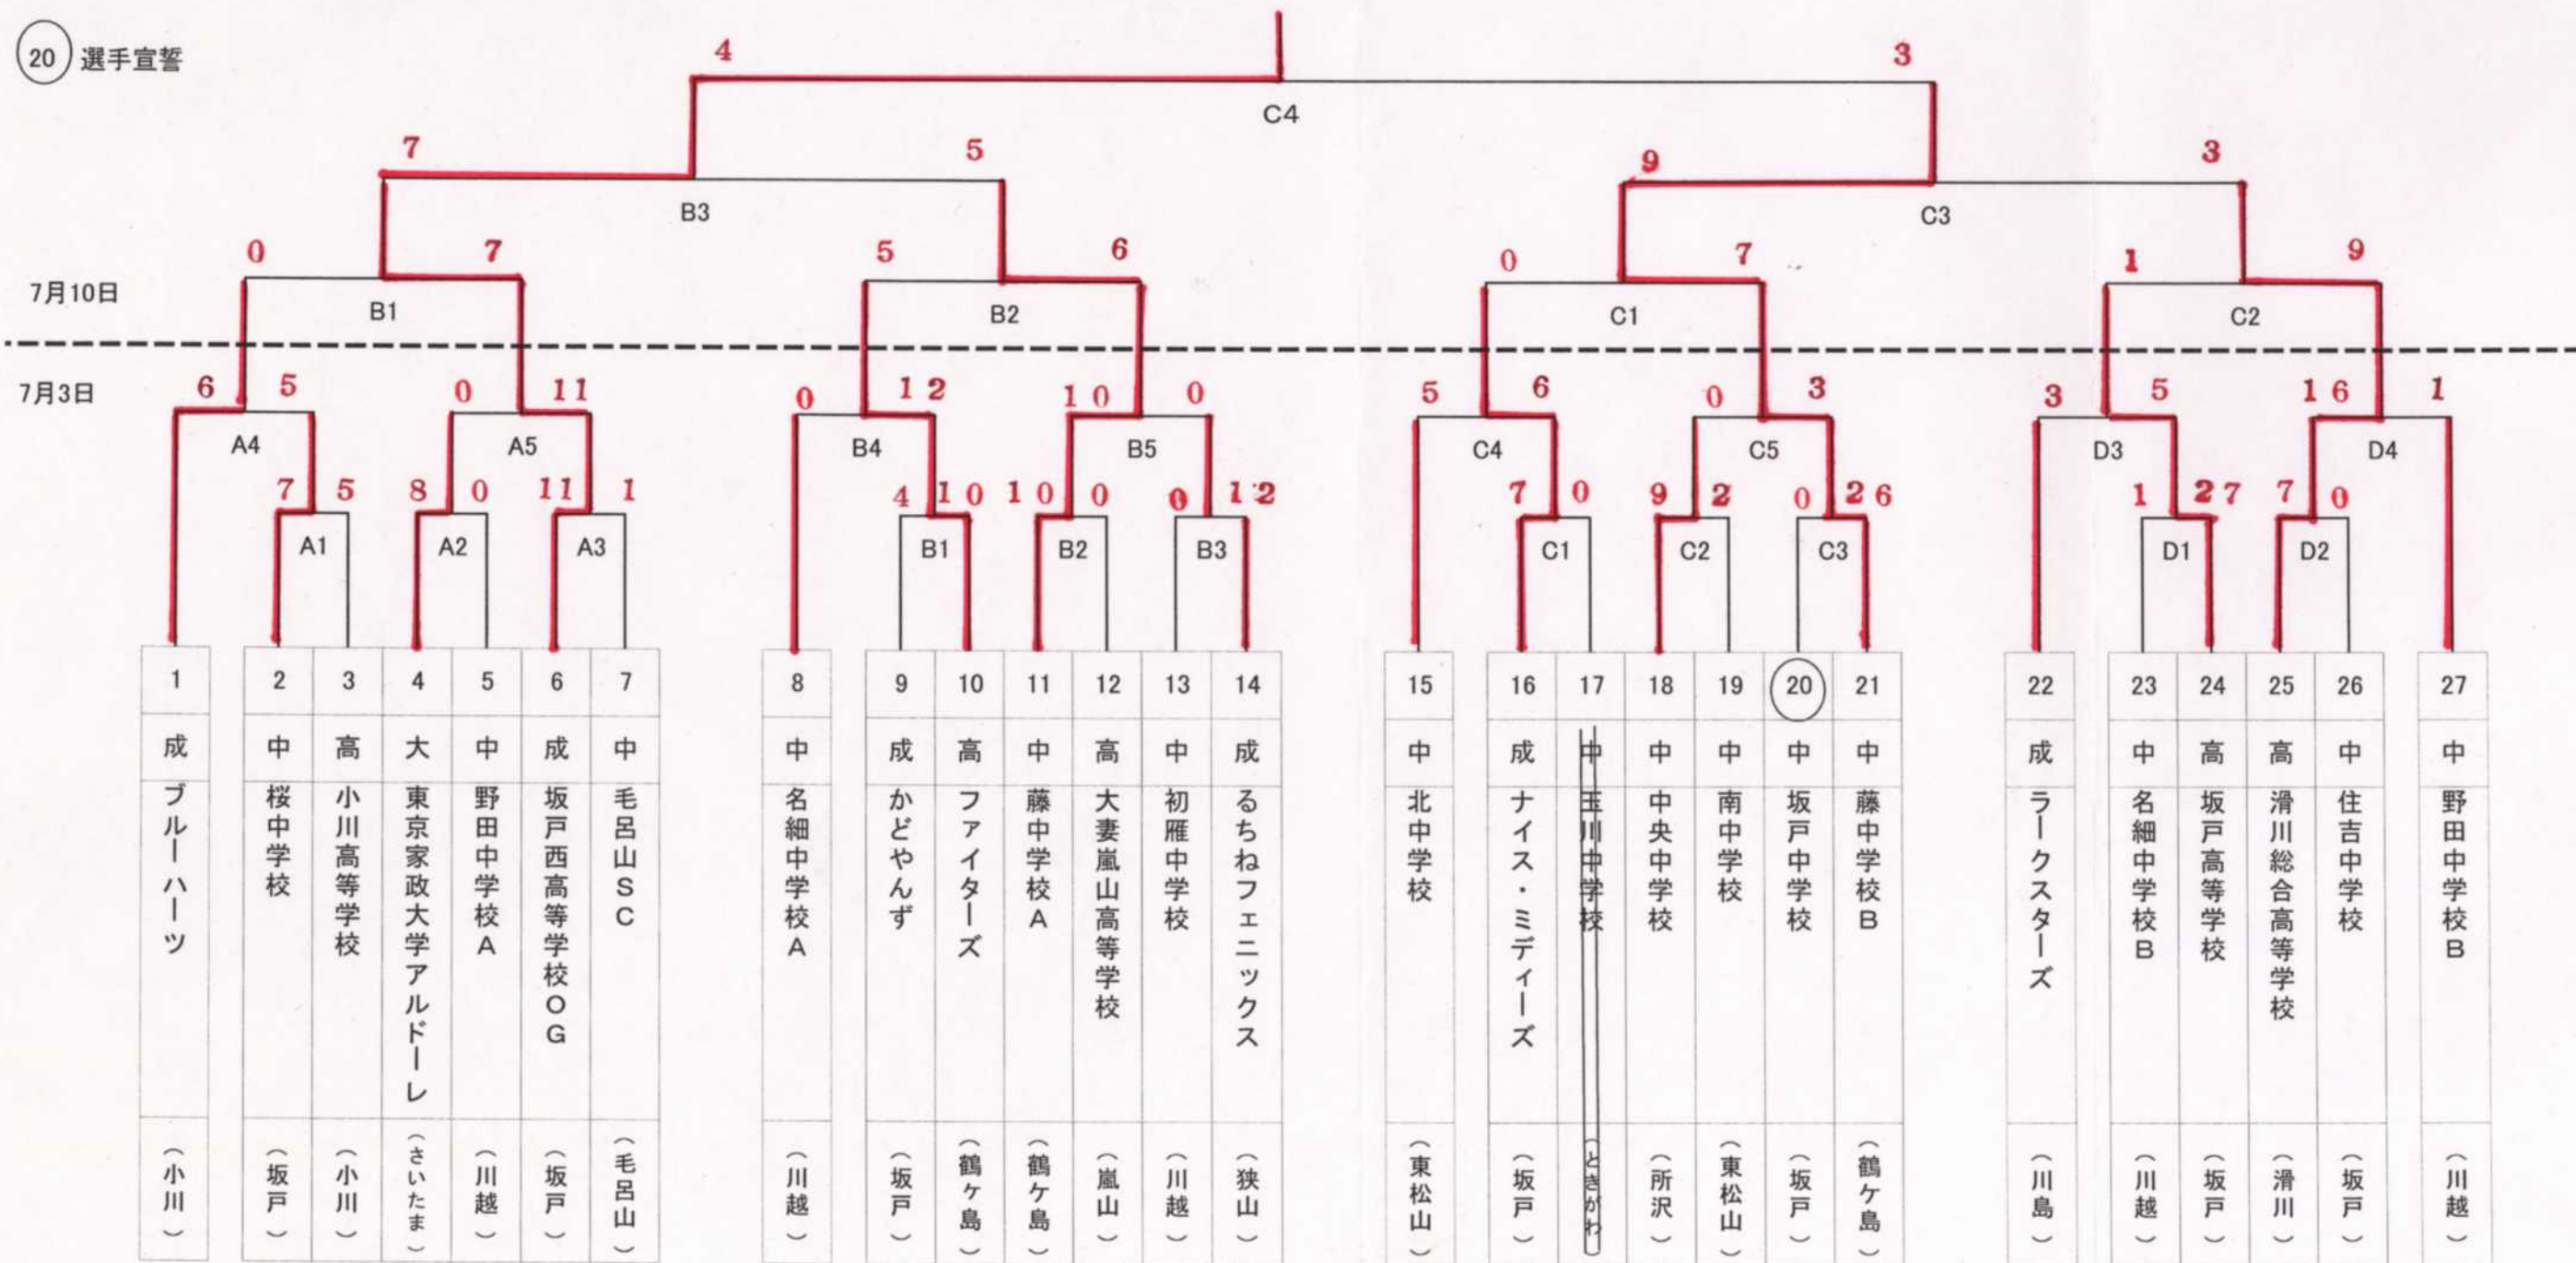 20 選手宣誓
4 3
C4
7 5 9 3
B3 C3
0 7 5 6 0 7 1 9
7月10日
B1 B2 C1 C2
7月3日
6 5 0 11 0 12 10 0 5 6 0 3 3 5 16 1
A4 A5 B4 B5 C4 C5 D3 D4
7 5 8 0 11 1 4 10 10 0 0 12 7 0 9 2 0 26 1 27 7 0
A1 A2 A3 B1 B2 B3 C1 C2 C3 D1 D2
1 2 3 4 5 6 7 8 9 10 11 12 13 14 15 16 17 18 19 20 21 22 23 24 25 26 27
成 中 高 大 中 成 中 中 成 高 中 高 中 成 中 成 中 中 中 中 中 成 中 高 高 中 中
ブルーハーツ
桜中学校
小川高等学校
東京家政大学アルドーレ
野田中学校A
坂戸西高等学校OG
毛呂山SC
名細中学校A
かどやんず
ファイターズ
藤中学校A
大妻嵐山高等学校
初雁中学校
るちねフェニックス
北中学校
ナイス・ミディーズ
玉川中学校
中央中学校
南中学校
坂戸中学校
藤中学校B
ラークスターズ
名細中学校B
坂戸高等学校
滑川総合高等学校
住吉中学校
野田中学校B
(小川) (坂戸) (小川) (さいたま) (川越) (坂戸) (毛呂山) (川越) (坂戸) (鶴ヶ島) (鶴ケ島) (嵐山) (川越) (狭山) (東松山) (坂戸) (ときがわ) (所沢) (東松山) (坂戸) (鶴ケ島) (川島) (川越) (坂戸) (滑川) (坂戸) (川越)